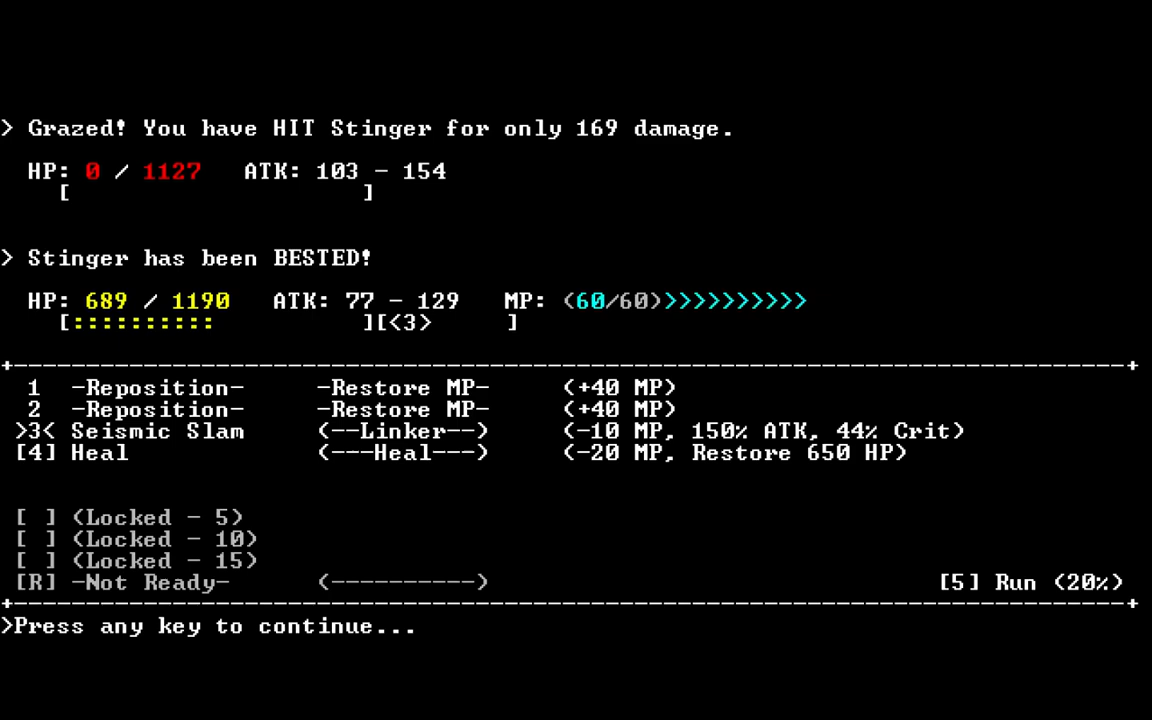 > Grazed! You have HIT Stinger for only 169 damage.
HP: 0 / 1127   ATK: 103 - 154
[                     ]
> Stinger has been BESTED!
HP: 689 / 1190   ATK: 77 - 129   MP: (60/60)>>>>>>>>>>
[::::::::::           ][<3>     ]
+------------------------------------------------------------------------------+
1  -Reposition-     -Restore MP-     (+40 MP)
2  -Reposition-     -Restore MP-     (+40 MP)
>3< Seismic Slam     (--Linker--)     (-10 MP, 150% ATK, 44% Crit)
[4] Heal             (---Heal---)     (-20 MP, Restore 650 HP)
[ ] (Locked - 5)
[ ] (Locked - 10)
[ ] (Locked - 15)
[R] -Not Ready-      (----------)                               [5] Run (20%)
+------------------------------------------------------------------------------+
>Press any key to continue...